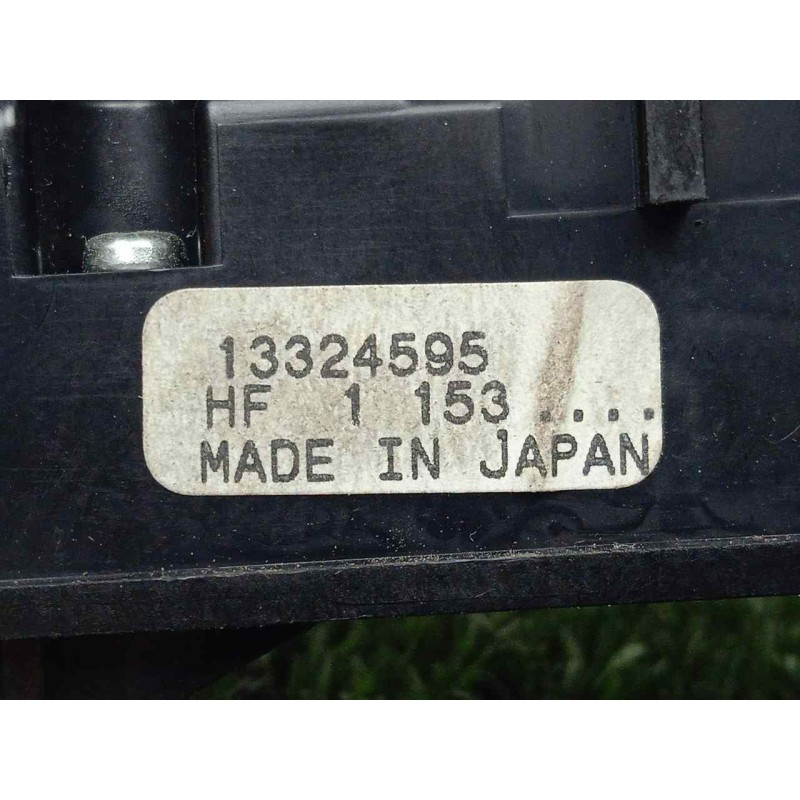 13324595
HF 1 153 ....
MADE IN JAPAN